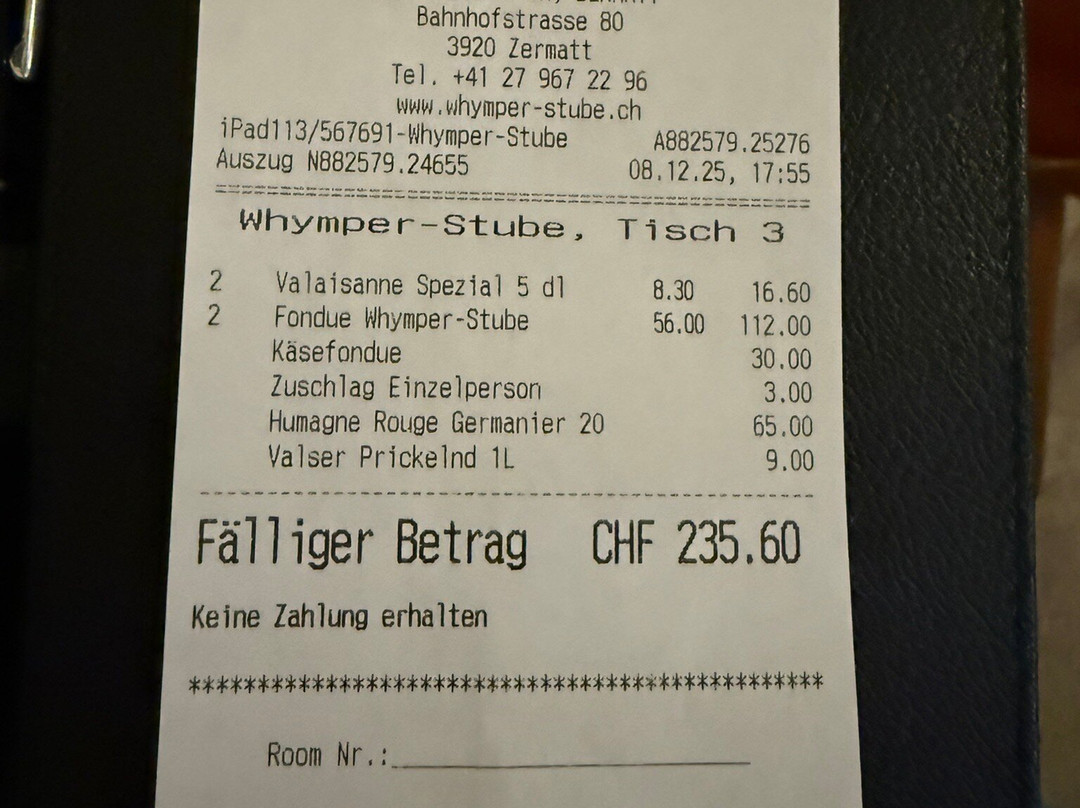 Bahnhofstrasse 80
3920 Zermatt
Tel. +41 27 967 22 96
www.whymper-stube.ch
iPad113/567691-Whymper-Stube A882579.25276
Auszug N882579.24655 08.12.25, 17:55
Whymper-Stube, Tisch 3
2 Valaisanne Spezial 5 dl 8.30 16.60
2 Fondue Whymper-Stube 56.00 112.00
Käsefondue 30.00
Zuschlag Einzelperson 3.00
Humagne Rouge Germanier 20 65.00
Valser Prickelnd 1L 9.00
Fälliger Betrag CHF 235.60
Keine Zahlung erhalten
**********************************************
Room Nr.:____________________